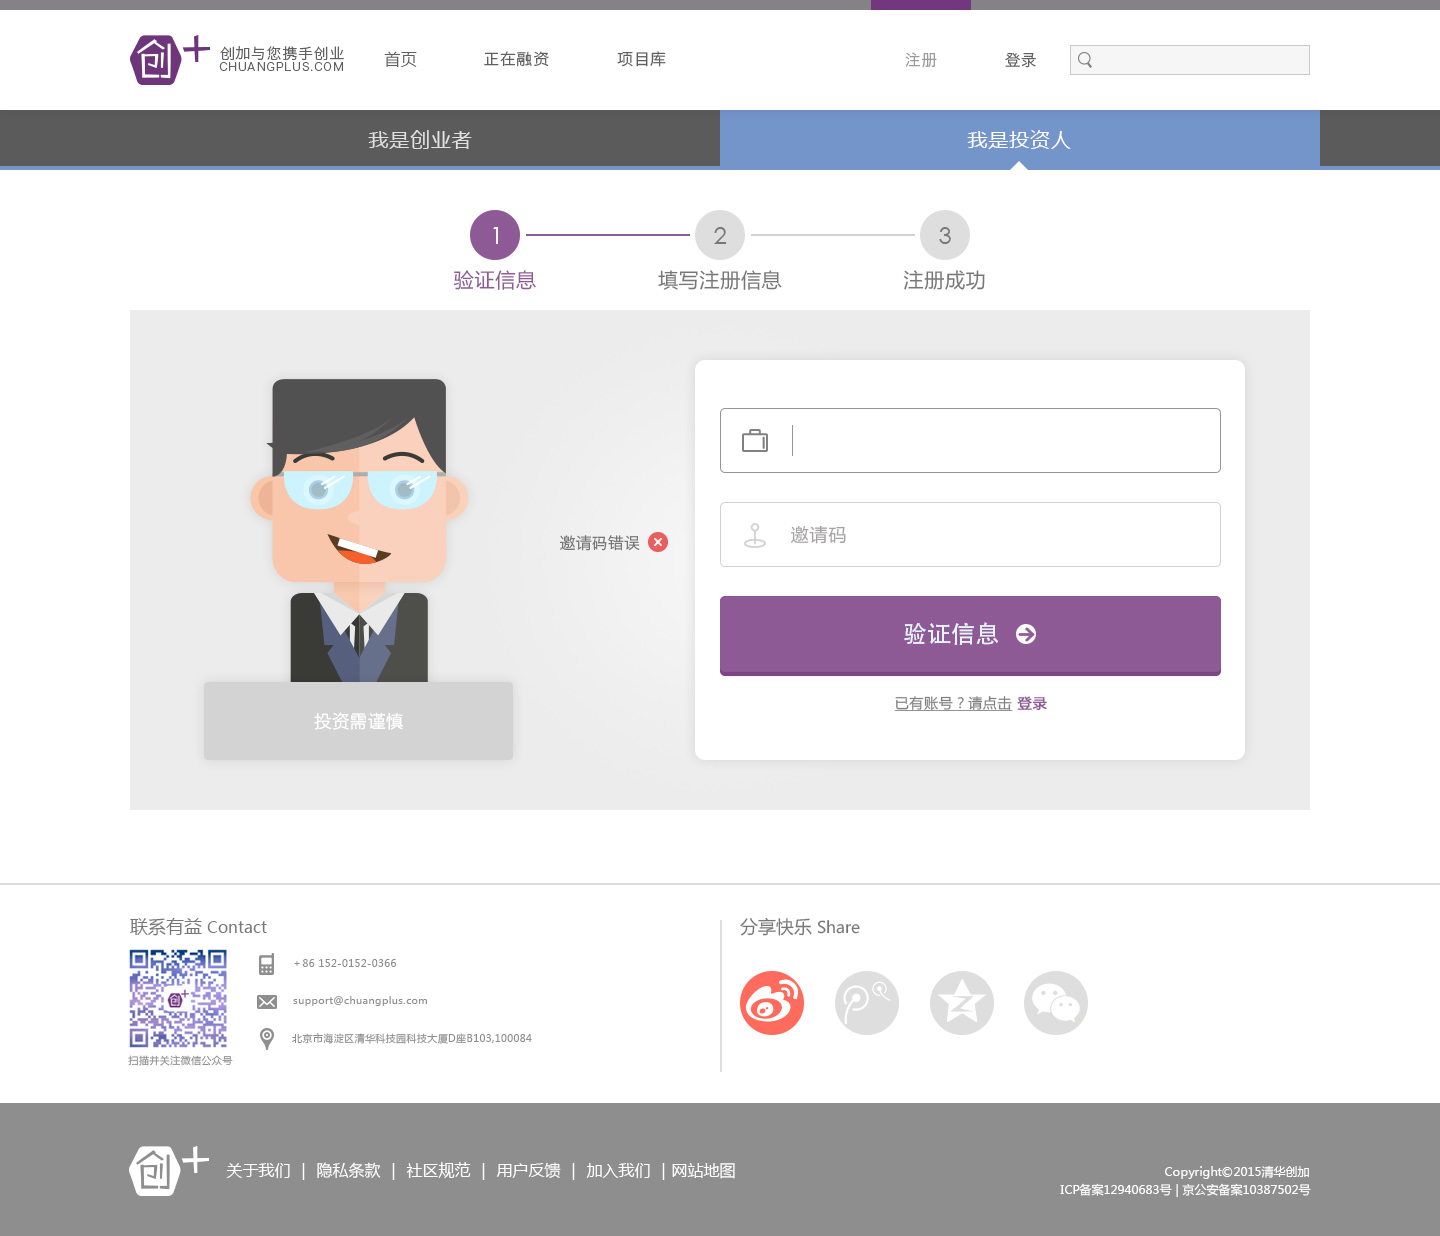 创 创加与您携手创业
CHUANGPLUS.COM
首页 正在融资 项目库 注册 登录
我是创业者 我是投资人
1 2 3
验证信息 填写注册信息 注册成功
邀请码错误
邀请码
验证信息
已有账号？请点击 登录
投资需谨慎
联系有益 Contact
+86 152-0152-0366
support@chuangplus.com
北京市海淀区清华科技园科技大厦D座B103,100084
扫描并关注微信公众号
分享快乐 Share
创 关于我们 | 隐私条款 | 社区规范 | 用户反馈 | 加入我们 | 网站地图
Copyright©2015清华创加
ICP备案12940683号 | 京公安备案10387502号